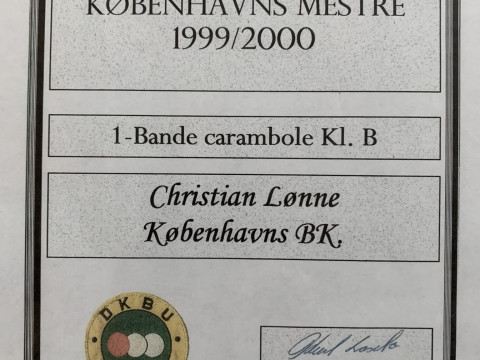 KØBENHAVNS MESTRE
1999/2000
1-Bande carambole Kl. B
Christian Lønne
Københavns BK.
DKBU